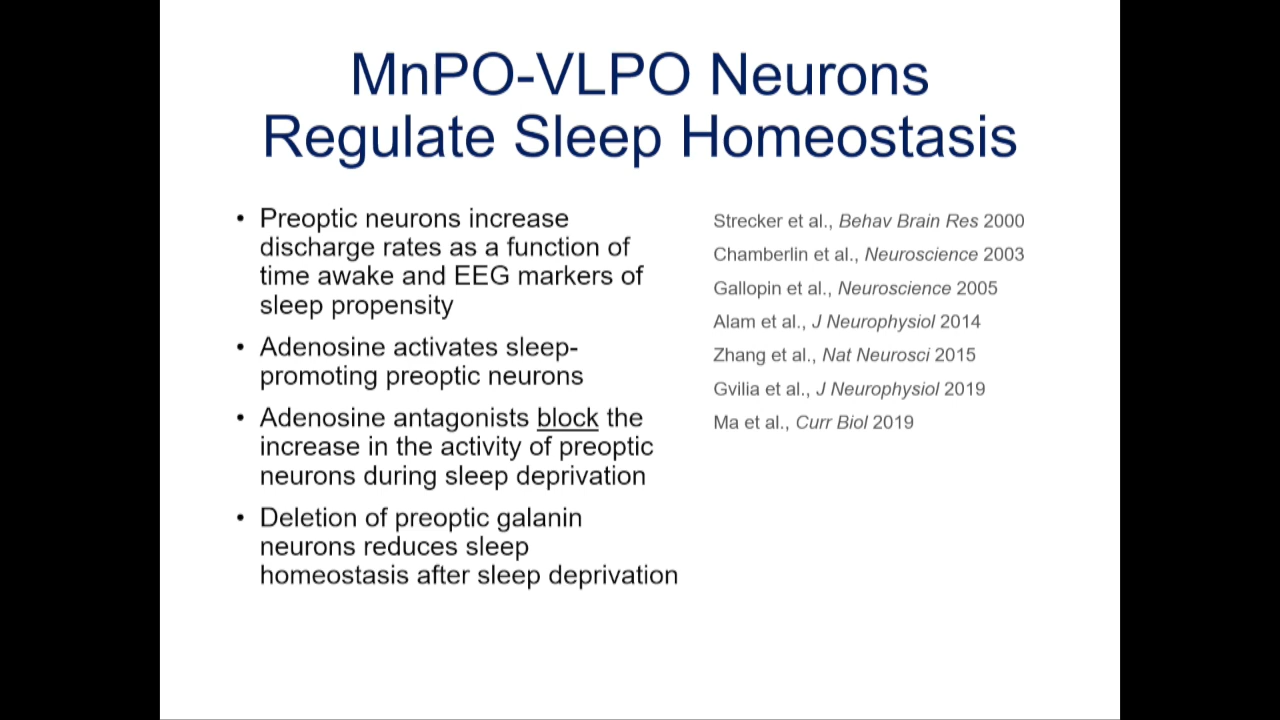 MnPO-VLPO Neurons
Regulate Sleep Homeostasis
• Preoptic neurons increase
discharge rates as a function of
time awake and EEG markers of
sleep propensity
• Adenosine activates sleep-
promoting preoptic neurons
• Adenosine antagonists block the
increase in the activity of preoptic
neurons during sleep deprivation
• Deletion of preoptic galanin
neurons reduces sleep
homeostasis after sleep deprivation
Strecker et al., Behav Brain Res 2000
Chamberlin et al., Neuroscience 2003
Gallopin et al., Neuroscience 2005
Alam et al., J Neurophysiol 2014
Zhang et al., Nat Neurosci 2015
Gvilia et al., J Neurophysiol 2019
Ma et al., Curr Biol 2019